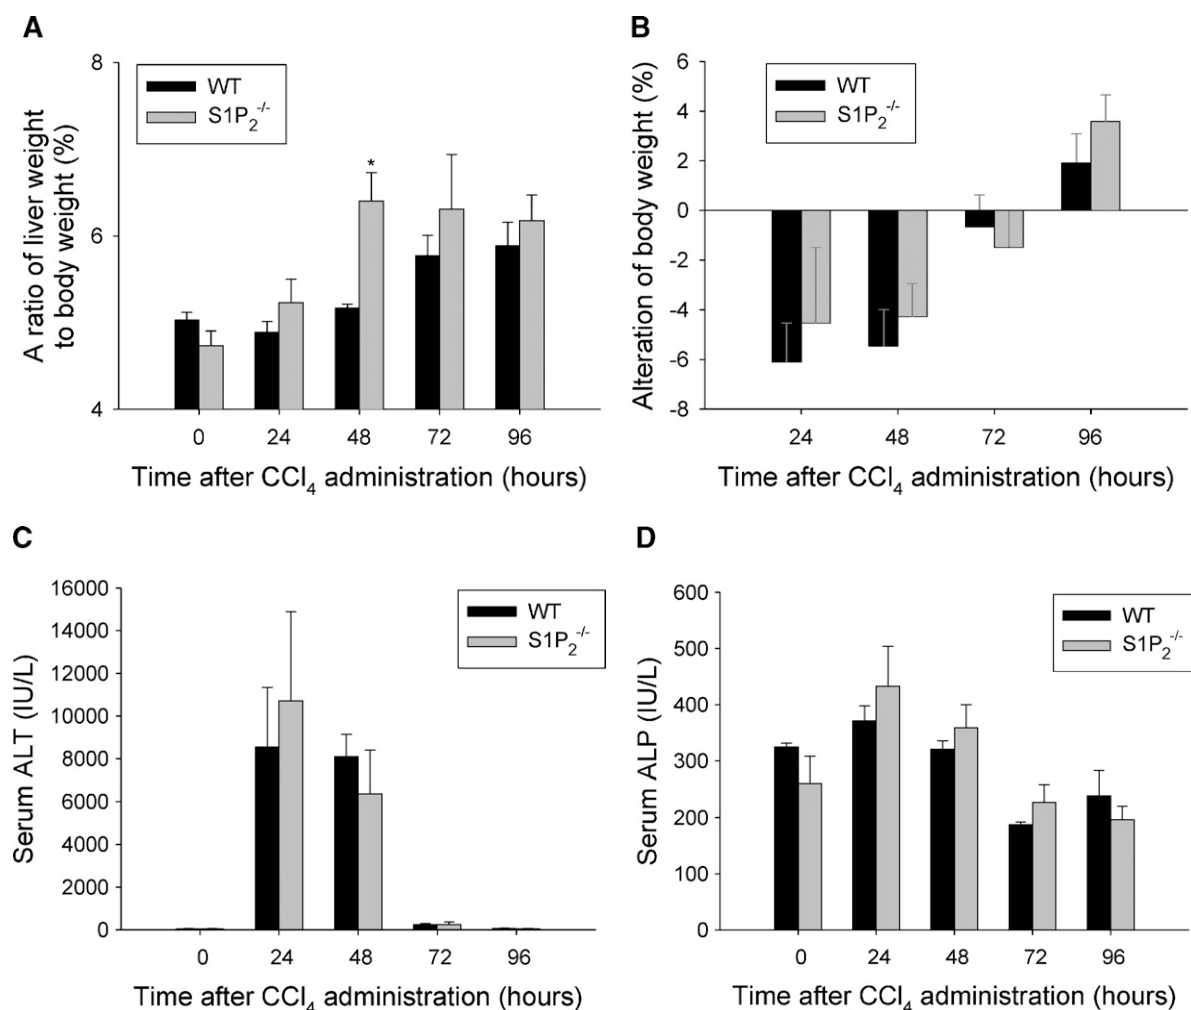 A
8
6
4
A ratio of liver weight
to body weight (%)
WT
S1P₂⁻/⁻
*
0 24 48 72 96
Time after CCl₄ administration (hours)
B
6
4
2
0
-2
-4
-6
-8
Alteration of body weight (%)
WT
S1P₂⁻/⁻
24 48 72 96
Time after CCl₄ administration (hours)
C
16000
14000
12000
10000
8000
6000
4000
2000
0
Serum ALT (IU/L)
WT
S1P₂⁻/⁻
0 24 48 72 96
Time after CCl₄ administration (hours)
D
600
500
400
300
200
100
0
Serum ALP (IU/L)
WT
S1P₂⁻/⁻
0 24 48 72 96
Time after CCl₄ administration (hours)